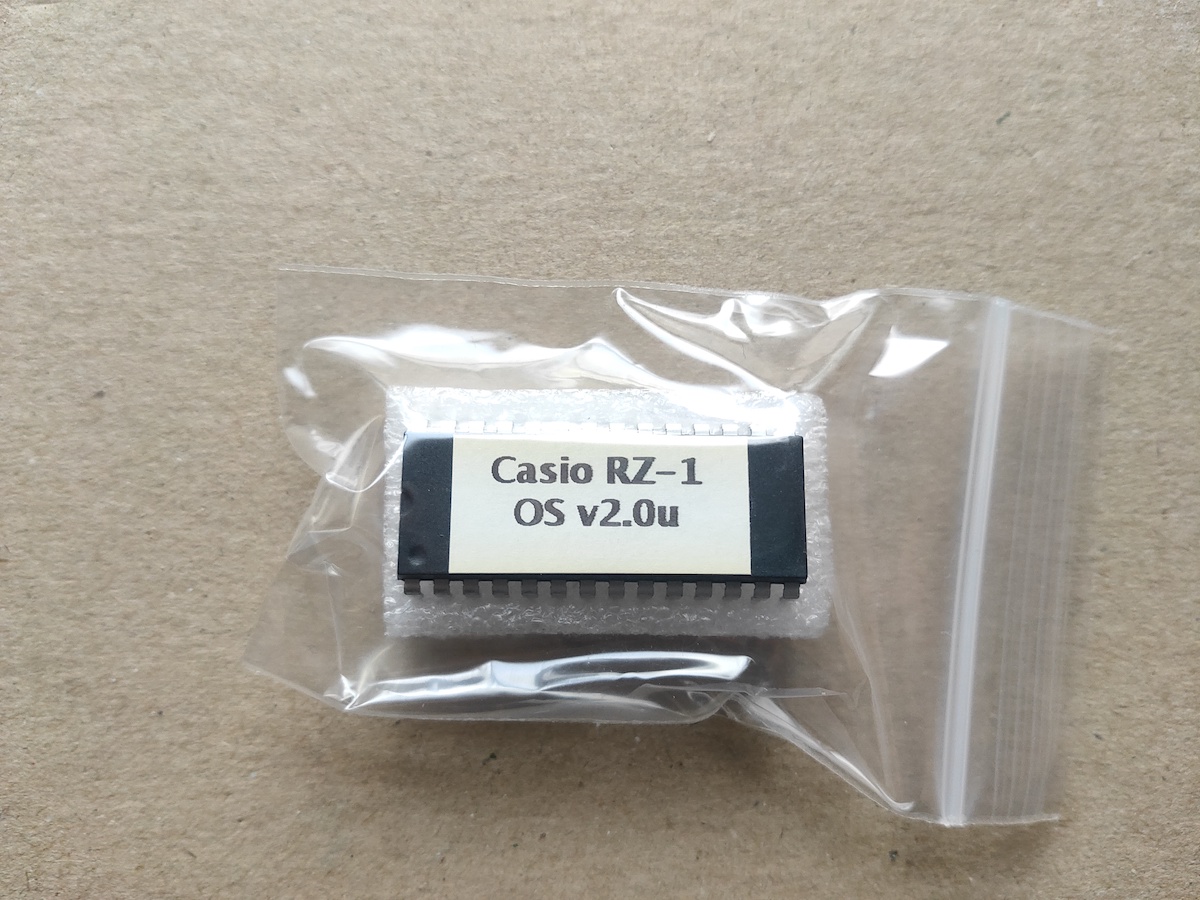 Casio RZ-1
OS v2.0u